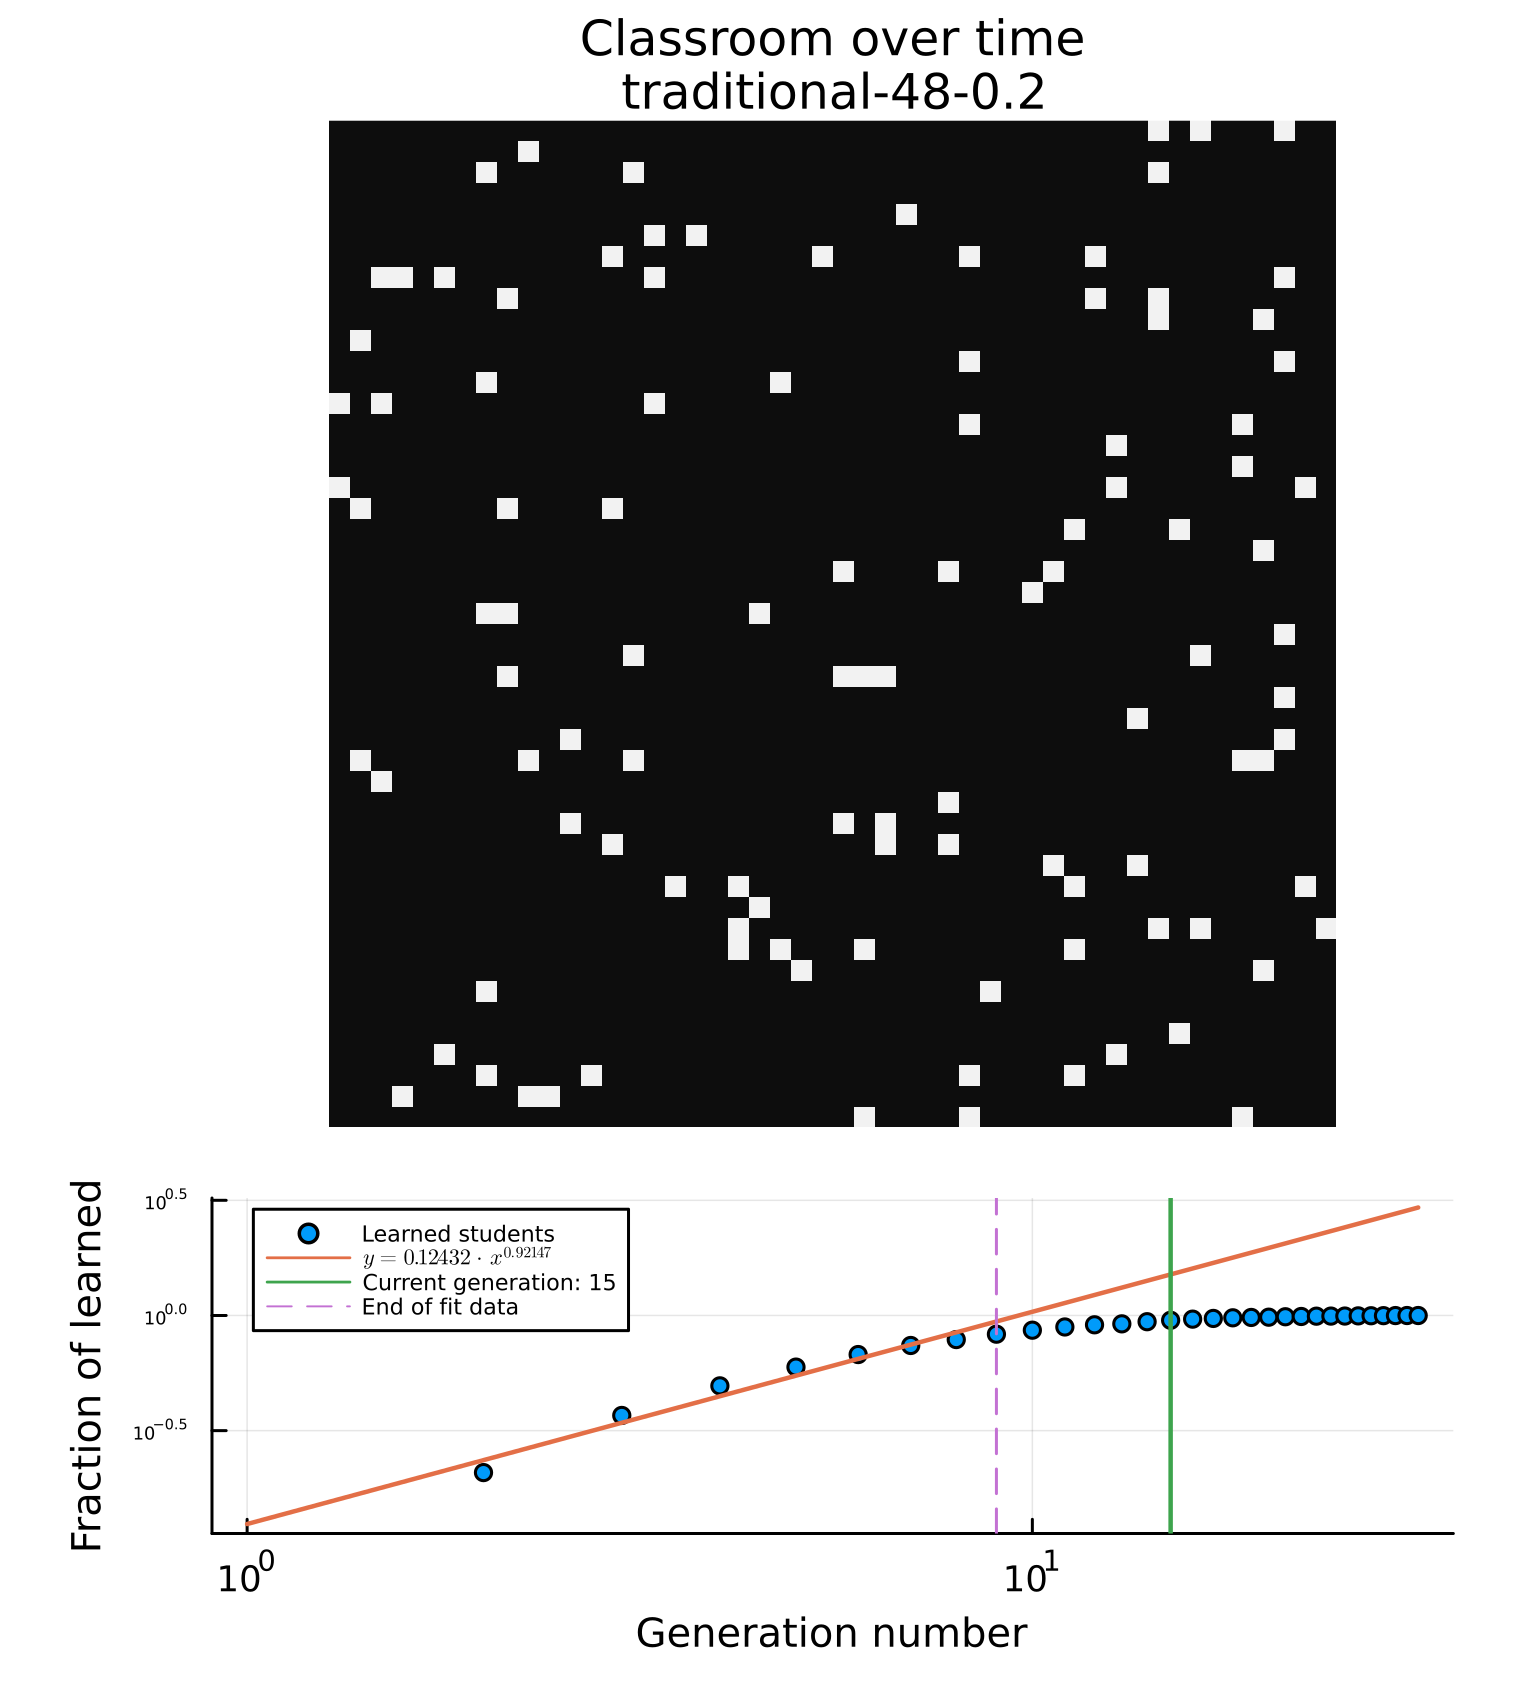 Classroom over time
traditional-48-0.2
Fraction of learned
10^0.5
10^0.0
10^−0.5
Learned students
y = 0.12432 · x^0.92147
Current generation: 15
End of fit data
10^0
10^1
Generation number